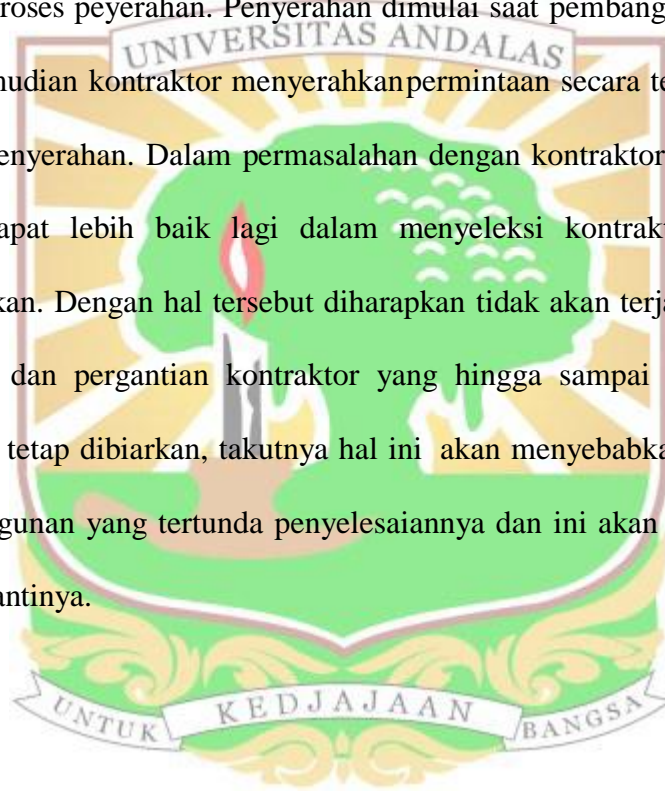 roses peyerahan. Penyerahan dimulai saat pembang
UNIVERSITAS ANDALAS
nudian kontraktor menyerahkanpermintaan secara te
enyerahan. Dalam permasalahan dengan kontraktor
apat lebih baik lagi dalam menyeleksi kontrak
kan. Dengan hal tersebut diharapkan tidak akan terja
dan pergantian kontraktor yang hingga sampai
tetap dibiarkan, takutnya hal ini akan menyebabka
gunan yang tertunda penyelesaiannya dan ini akan
antinya.
UNTUK KEDJAJAAN BANGSA